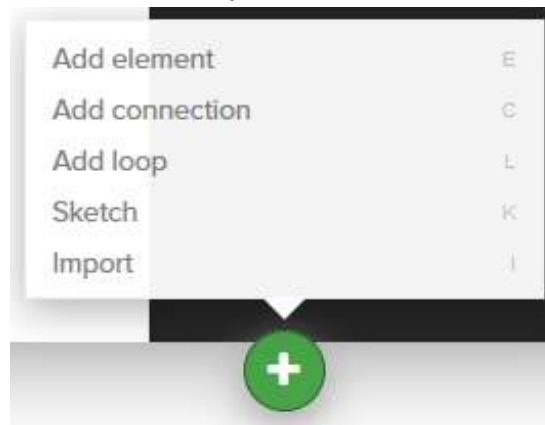 Add element E
Add connection C
Add loop L
Sketch K
Import I